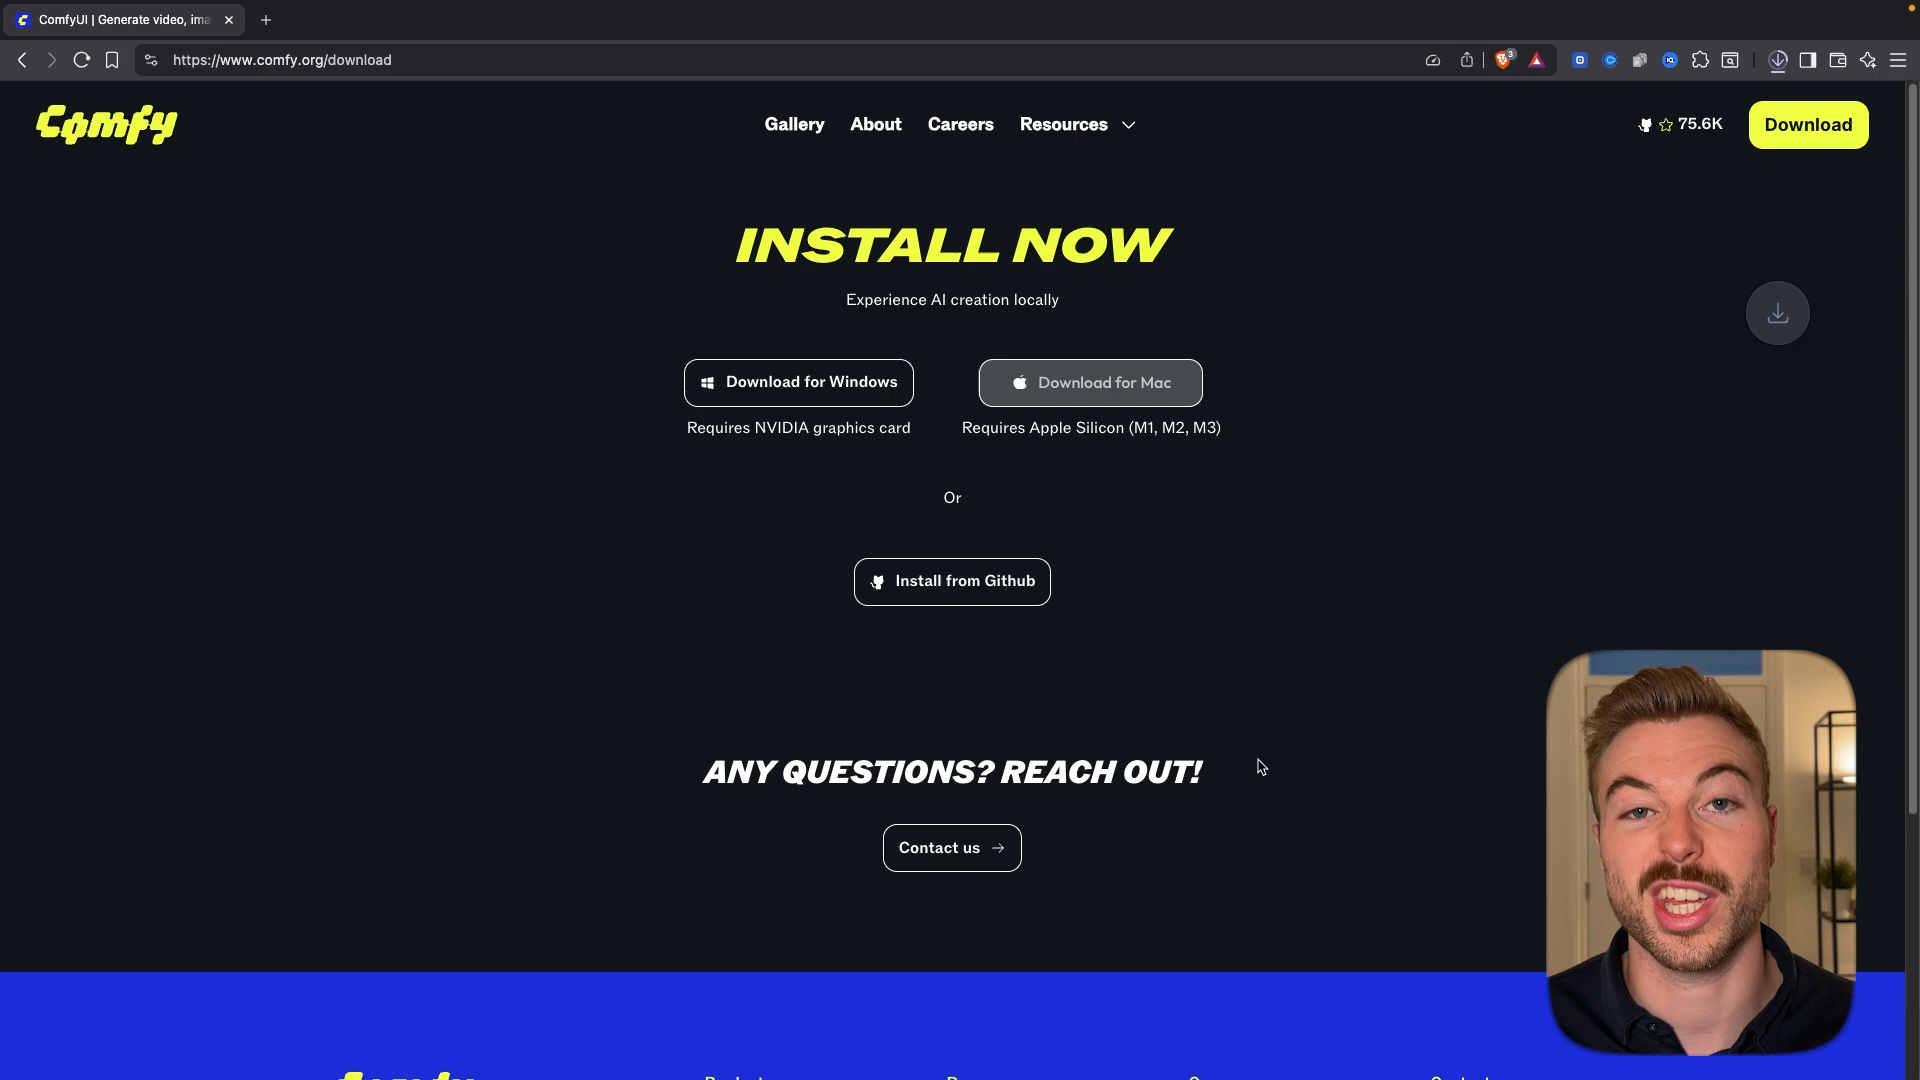 ComfyUI | Generate video, ima
https://www.comfy.org/download
3
Comfy
Gallery
About
Careers
Resources
75.6K
Download
INSTALL NOW
Experience AI creation locally
Download for Windows
Download for Mac
Requires NVIDIA graphics card
Requires Apple Silicon (M1, M2, M3)
Or
Install from Github
ANY QUESTIONS? REACH OUT!
Contact us